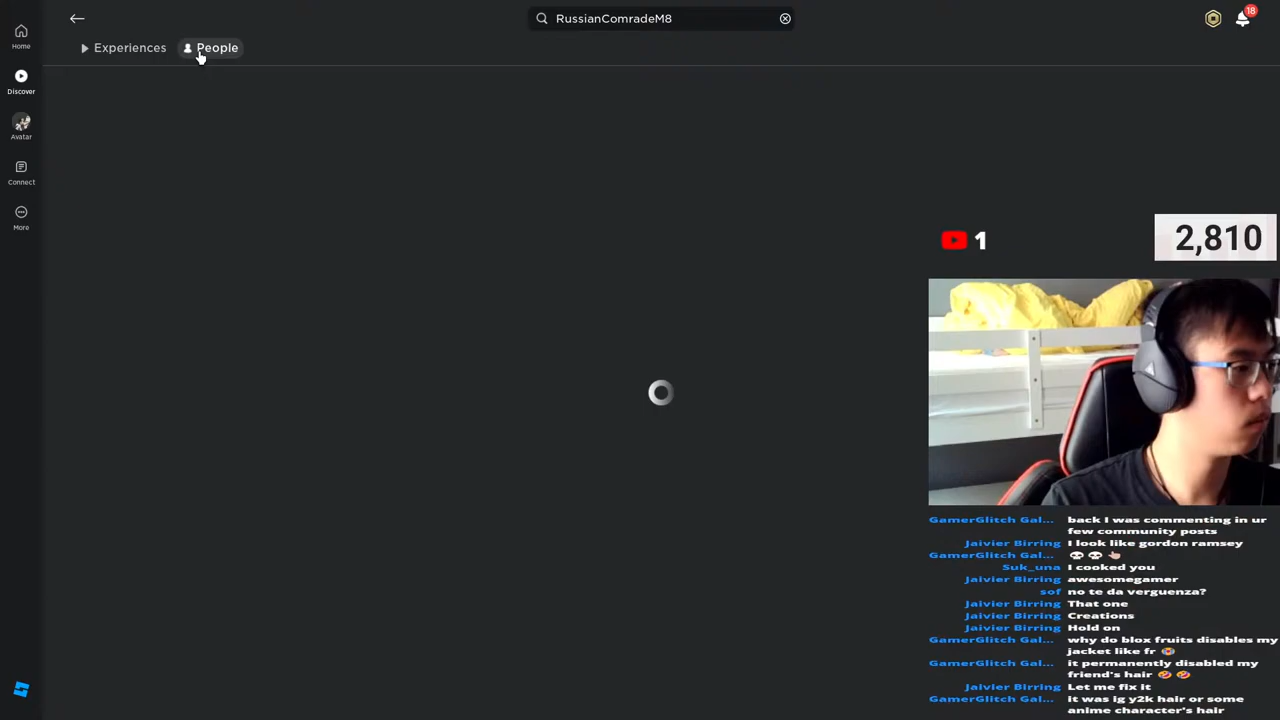 RussianComradeM8
18
Home
Experiences
People
Discover
Avatar
Connect
More
1
2,810
GamerGlitch Gal... back I was commenting in ur
few community posts
Jaivier Birring I look like gordon ramsey
GamerGlitch Gal... 💀 💀 👈🏻
Suk_una I cooked you
Jaivier Birring awesomegamer
sof no te da verguenza?
Jaivier Birring That one
Jaivier Birring Creations
Jaivier Birring Hold on
GamerGlitch Gal... why do blox fruits disables my
jacket like fr
GamerGlitch Gal... it permanently disabled my
friend's hair 🤣 🤣
Jaivier Birring Let me fix it
GamerGlitch Gal... it was ig y2k hair or some
anime character's hair